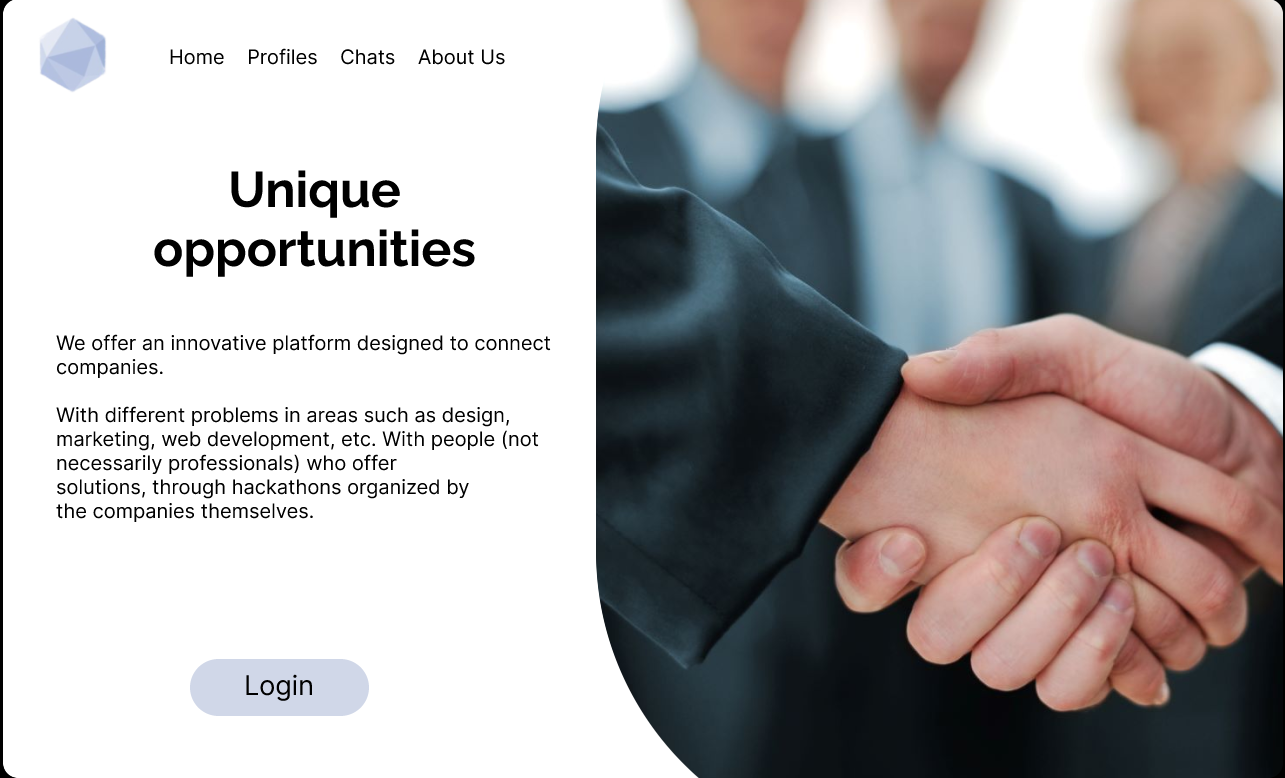 Home Profiles Chats About Us
Unique
opportunities
We offer an innovative platform designed to connect
companies.
With different problems in areas such as design,
marketing, web development, etc. With people (not
necessarily professionals) who offer
solutions, through hackathons organized by
the companies themselves.
Login